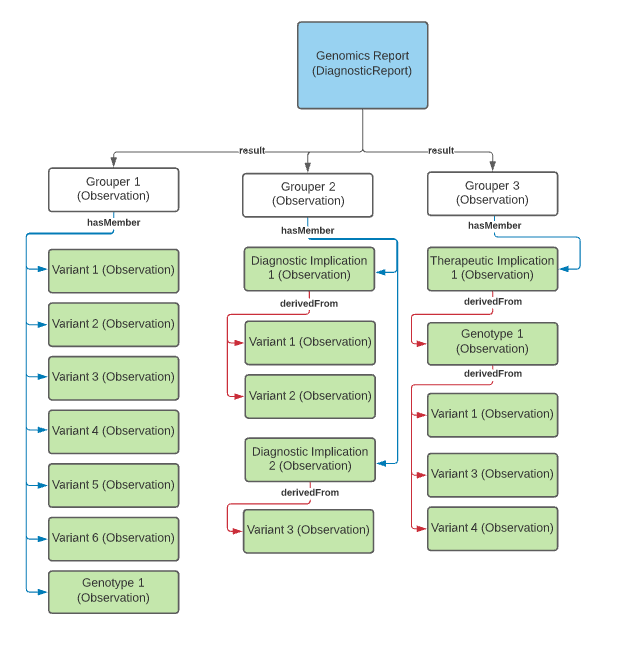 Genomics Report
(DiagnosticReport)
result
result
Grouper 1
(Observation)
hasMember
Variant 1 (Observation)
Variant 2 (Observation)
Variant 3 (Observation)
Variant 4 (Observation)
Variant 5 (Observation)
Variant 6 (Observation)
Genotype 1
(Observation)
Grouper 2
(Observation)
hasMember
Diagnostic Implication
1 (Observation)
derivedFrom
Variant 1 (Observation)
Variant 2 (Observation)
Diagnostic Implication
2 (Observation)
derivedFrom
Variant 3 (Observation)
Grouper 3
(Observation)
hasMember
Therapeutic Implication
1 (Observation)
derivedFrom
Genotype 1
(Observation)
derivedFrom
Variant 1 (Observation)
Variant 3 (Observation)
Variant 4 (Observation)